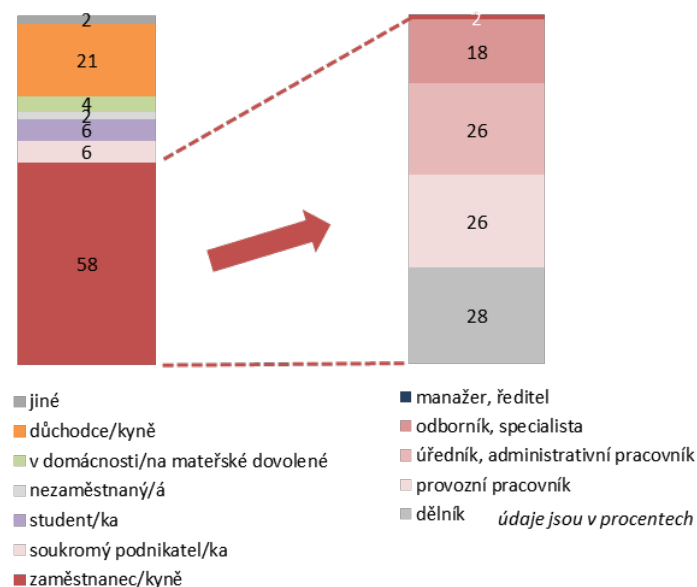 2
21
4
2
6
6
58
2
18
26
26
28
jiné
důchodce/kyně
v domácnosti/na mateřské dovolené
nezaměstnaný/á
student/ka
soukromý podnikatel/ka
zaměstnanec/kyně
manažer, ředitel
odborník, specialista
úředník, administrativní pracovník
provozní pracovník
dělník
údaje jsou v procentech